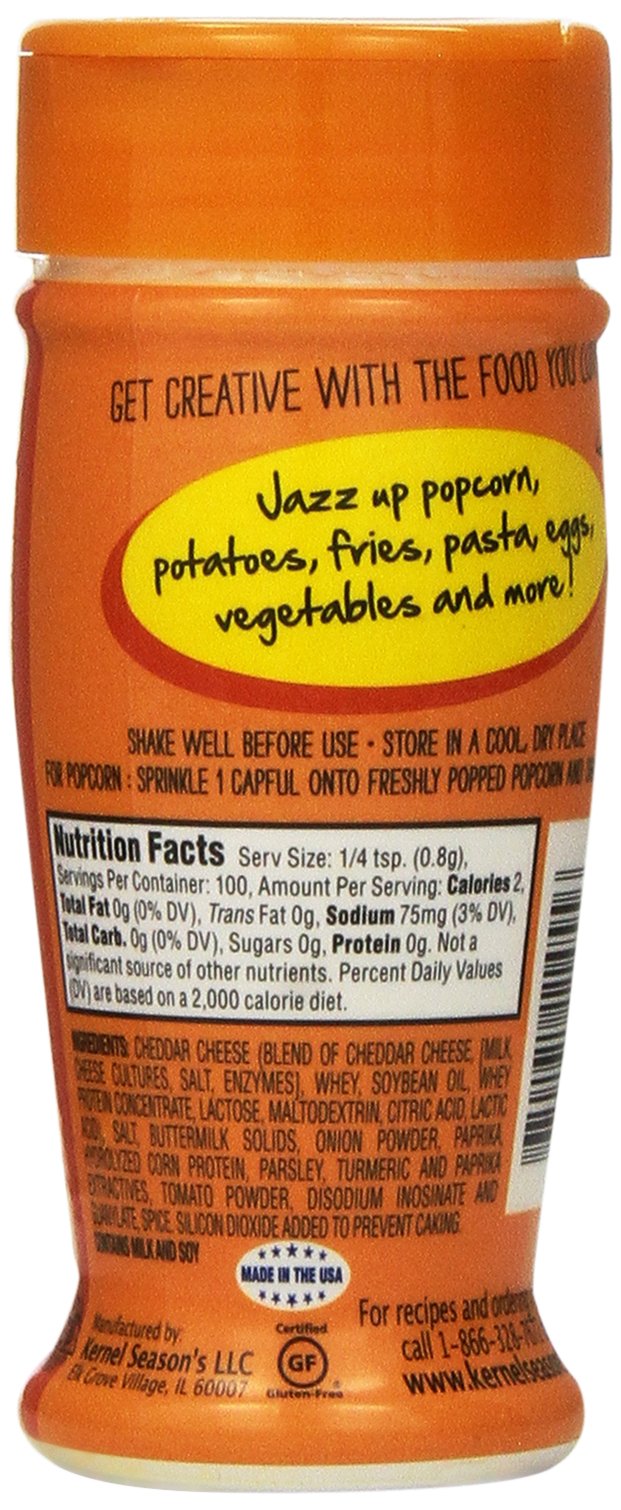 GET CREATIVE WITH THE FOOD YOU
Jazz up popcorn,
potatoes, fries, pasta, eggs,
vegetables and more!
SHAKE WELL BEFORE USE • STORE IN A COOL, DRY PLACE
FOR POPCORN : SPRINKLE 1 CAPFUL ONTO FRESHLY POPPED POPCORN AND
Nutrition Facts Serv Size: 1/4 tsp. (0.8g),
Servings Per Container: 100, Amount Per Serving: Calories 2,
Total Fat 0g (0% DV), Trans Fat 0g, Sodium 75mg (3% DV),
Total Carb. 0g (0% DV), Sugars 0g, Protein 0g. Not a
significant source of other nutrients. Percent Daily Values
(DV) are based on a 2,000 calorie diet.
INGREDIENTS: CHEDDAR CHEESE (BLEND OF CHEDDAR CHEESE, [MILK,
CHEESE CULTURES, SALT, ENZYMES], WHEY, SOYBEAN OIL, WHEY
PROTEIN CONCENTRATE, LACTOSE, MALTODEXTRIN, CITRIC ACID, LACTIC
ACID), SALT, BUTTERMILK SOLIDS, ONION POWDER, PAPRIKA,
HYDROLYZED CORN PROTEIN, PARSLEY, TURMERIC AND PAPRIKA
EXTRACTIVES, TOMATO POWDER, DISODIUM INOSINATE AND
GUANYLATE, SPICE, SILICON DIOXIDE ADDED TO PREVENT CAKING.
CONTAINS MILK AND SOY
MADE IN THE USA
Manufactured by:
Kernel Season's LLC
Elk Grove Village, IL 60007
Certified
GF
Gluten-Free
For recipes and ordering
call 1-866-328-
www.kernelseaso